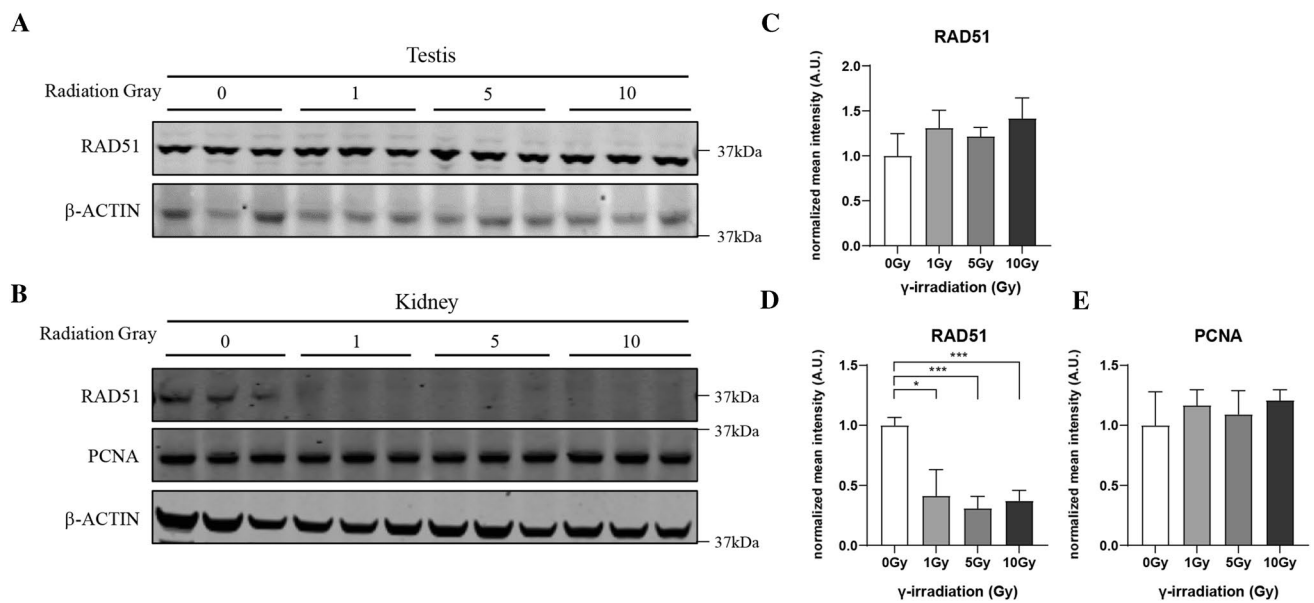 A
Testis
Radiation Gray 0 1 5 10
RAD51
37kDa
β-ACTIN
37kDa
B
Kidney
Radiation Gray 0 1 5 10
RAD51
37kDa
37kDa
PCNA
β-ACTIN
37kDa
C
RAD51
normalized mean intensity (A.U.)
2.0
1.5
1.0
0.5
0.0
0Gy 1Gy 5Gy 10Gy
γ-irradiation (Gy)
D
RAD51
normalized mean intensity (A.U.)
1.5
1.0
0.5
0.0
***
***
*
0Gy 1Gy 5Gy 10Gy
γ-irradiation (Gy)
E
PCNA
normalized mean intensity (A.U.)
1.5
1.0
0.5
0.0
0Gy 1Gy 5Gy 10Gy
γ-irradiation (Gy)